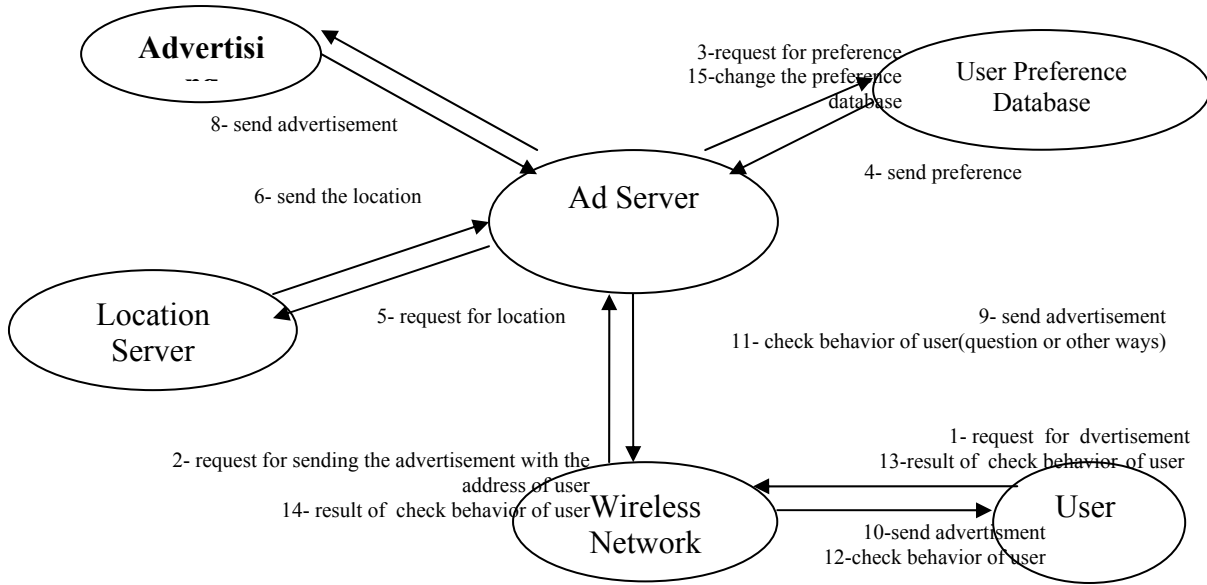 Advertisi
3-request for preference
15-change the preference
database
User Preference
Database
8- send advertisement
4- send preference
6- send the location
Ad Server
Location
Server
5- request for location
9- send advertisement
11- check behavior of user(question or other ways)
1- request for dvertisement
13-result of check behavior of user
2- request for sending the advertisement with the
address of user
14- result of check behavior of user
Wireless
Network
User
10-send advertisment
12-check behavior of user